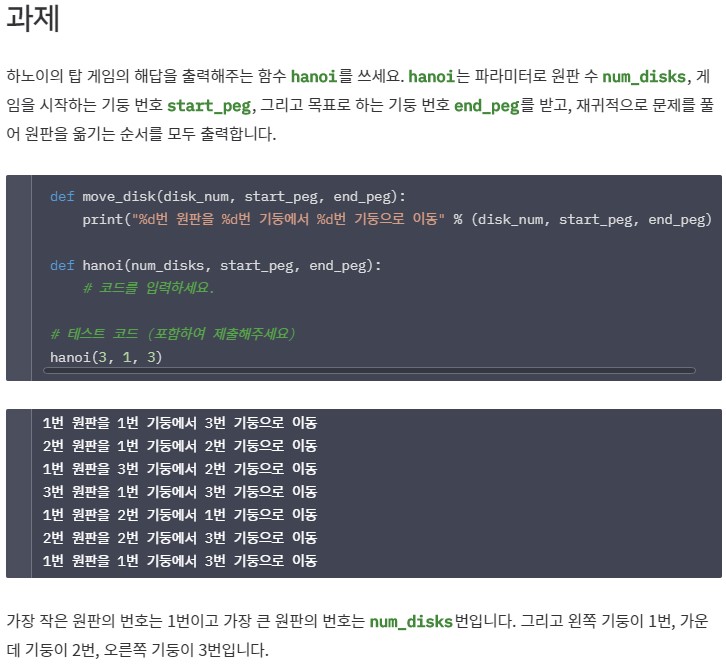 과제
하노이의 탑 게임의 해답을 출력해주는 함수 hanoi를 쓰세요. hanoi는 파라미터로 원판 수 num_disks, 게
임을 시작하는 기둥 번호 start_peg, 그리고 목표로 하는 기둥 번호 end_peg를 받고, 재귀적으로 문제를 풀
어 원판을 옮기는 순서를 모두 출력합니다.
def move_disk(disk_num, start_peg, end_peg):
    print("%d번 원판을 %d번 기둥에서 %d번 기둥으로 이동" % (disk_num, start_peg, end_peg)
def hanoi(num_disks, start_peg, end_peg):
    # 코드를 입력하세요.
# 테스트 코드 (포함하여 제출해주세요)
hanoi(3, 1, 3)
1번 원판을 1번 기둥에서 3번 기둥으로 이동
2번 원판을 1번 기둥에서 2번 기둥으로 이동
1번 원판을 3번 기둥에서 2번 기둥으로 이동
3번 원판을 1번 기둥에서 3번 기둥으로 이동
1번 원판을 2번 기둥에서 1번 기둥으로 이동
2번 원판을 2번 기둥에서 3번 기둥으로 이동
1번 원판을 1번 기둥에서 3번 기둥으로 이동
가장 작은 원판의 번호는 1번이고 가장 큰 원판의 번호는 num_disks번입니다. 그리고 왼쪽 기둥이 1번, 가운
데 기둥이 2번, 오른쪽 기둥이 3번입니다.